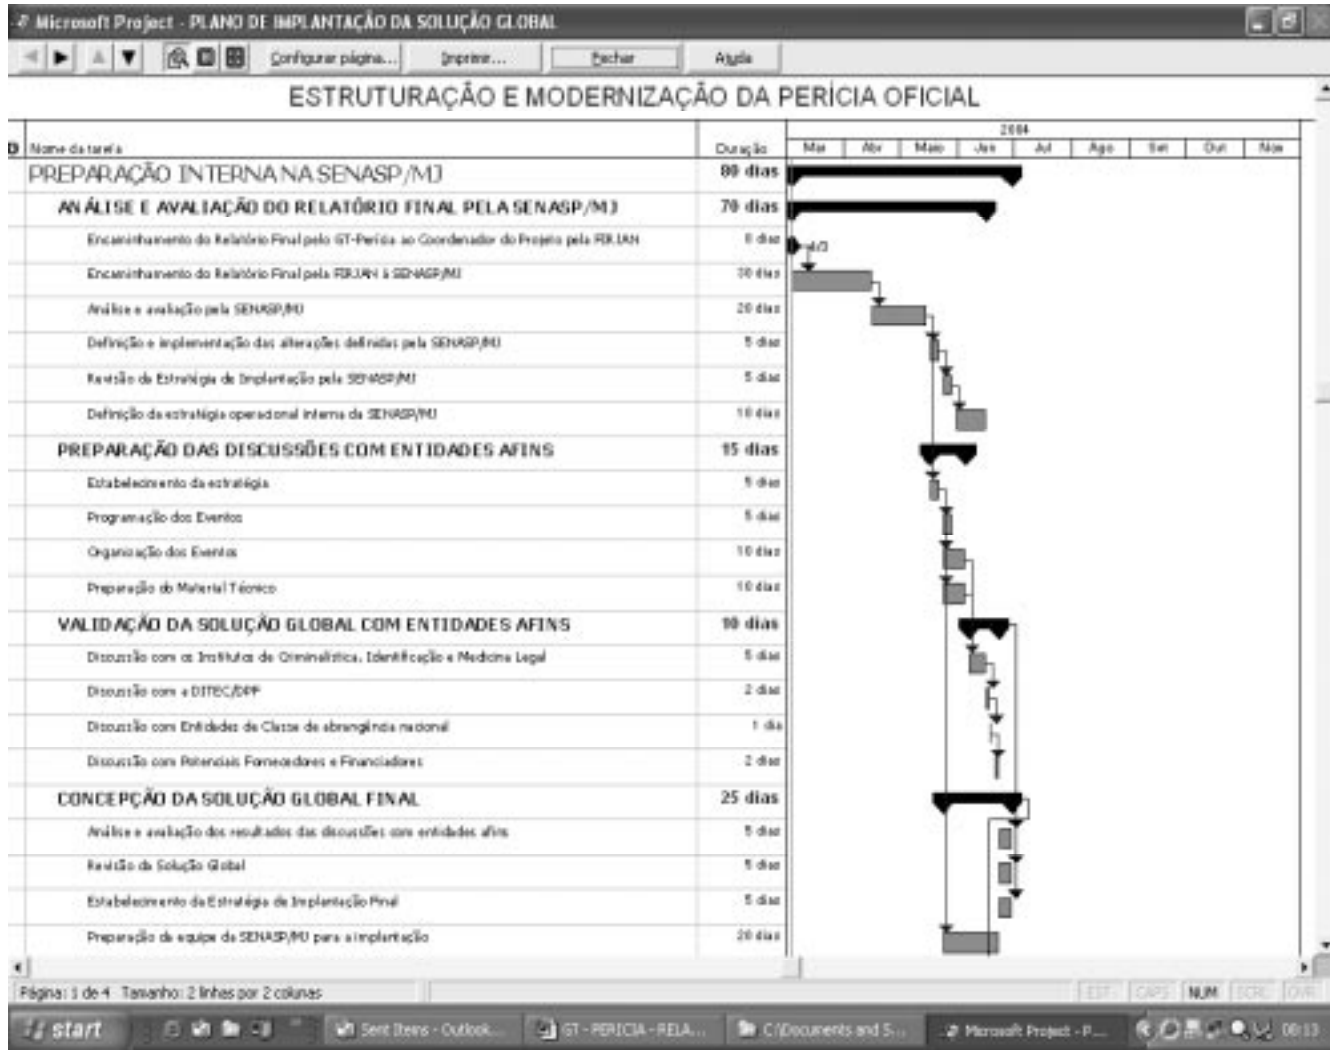 Microsoft Project - PLANO DE IMPLANTAÇÃO DA SOLUÇÃO GLOBAL
Configurar página... Imprimir... Fechar Ajuda
ESTRUTURAÇÃO E MODERNIZAÇÃO DA PERÍCIA OFICIAL
2004
Nome da tarefa Duração Mar Abr Maio Jun Jul Ago Set Out Nov
PREPARAÇÃO INTERNA NA SENASP/MJ 80 dias
ANÁLISE E AVALIAÇÃO DO RELATÓRIO FINAL PELA SENASP/MJ 70 dias
Encaminhamento do Relatório Final pelo GT-Perícia ao Coordenador do Projeto pela FIRJAN 0 dias
Encaminhamento do Relatório Final pela FIRJAN à SENASP/MJ 30 dias
Análise e avaliação pela SENASP/MJ 20 dias
Definição e implementação das alterações definidas pela SENASP/MJ 5 dias
Revisão da Estratégia de Implantação pela SENASP/MJ 5 dias
Definição da estratégia operacional interna da SENASP/MJ 10 dias
PREPARAÇÃO DAS DISCUSSÕES COM ENTIDADES AFINS 15 dias
Estabelecimento da estratégia 5 dias
Programação dos Eventos 5 dias
Organização dos Eventos 10 dias
Preparação do Material Técnico 10 dias
VALIDAÇÃO DA SOLUÇÃO GLOBAL COM ENTIDADES AFINS 10 dias
Discussão com os Institutos de Criminalística, Identificação e Medicina Legal 5 dias
Discussão com a DITEC/DPF 2 dias
Discussão com Entidades de Classe de abrangência nacional 1 dia
Discussão com Potenciais Fornecedores e Financiadores 2 dias
CONCEPÇÃO DA SOLUÇÃO GLOBAL FINAL 25 dias
Análise e avaliação dos resultados das discussões com entidades afins 5 dias
Revisão da Solução Global 5 dias
Estabelecimento da Estratégia de Implantação Final 5 dias
Preparação da equipe da SENASP/MJ para a implantação 20 dias
Página: 1 de 4 Tamanho: 2 linhas por 2 colunas EST CAPS NUM SCRL OVR
start Sent Items - Outlook... GT - PERICIA - RELA... C:\Documents and S... Microsoft Project - P... 08:13